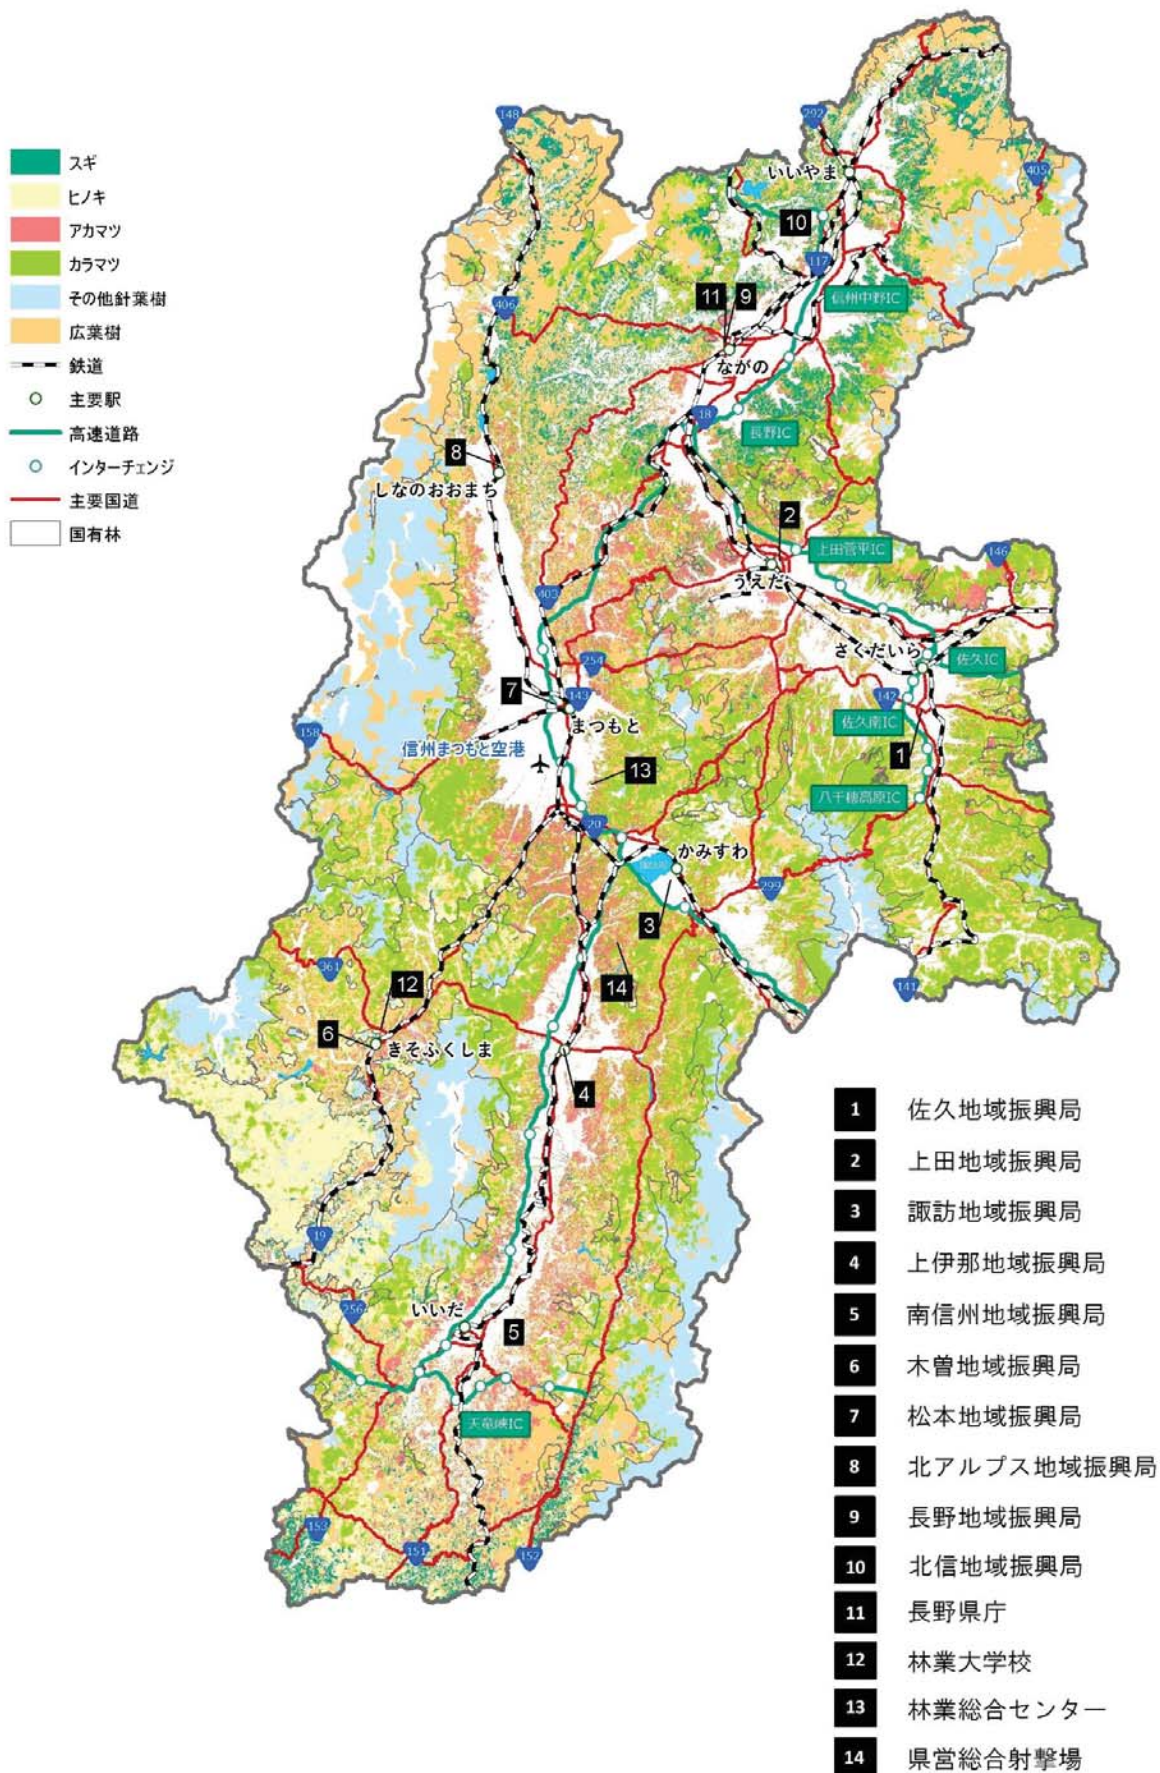 スギ
ヒノキ
アカマツ
カラマツ
その他針葉樹
広葉樹
鉄道
主要駅
高速道路
インターチェンジ
主要国道
国有林
148
292
いいやま
405
10
117
信州中野IC
406
11
9
ながの
18
長野IC
8
しなのおおまち
2
上田菅平IC
うえだ
146
403
さくだいら
佐久IC
254
7
143
まつもと
142
佐久南IC
158
信州まつもと空港
1
13
八千穂高原IC
20
かみすわ
299
3
361
12
14
141
6
きそふくしま
4
19
256
いいだ
5
天竜峡IC
153
151
152
1 佐久地域振興局
2 上田地域振興局
3 諏訪地域振興局
4 上伊那地域振興局
5 南信州地域振興局
6 木曽地域振興局
7 松本地域振興局
8 北アルプス地域振興局
9 長野地域振興局
10 北信地域振興局
11 長野県庁
12 林業大学校
13 林業総合センター
14 県営総合射撃場